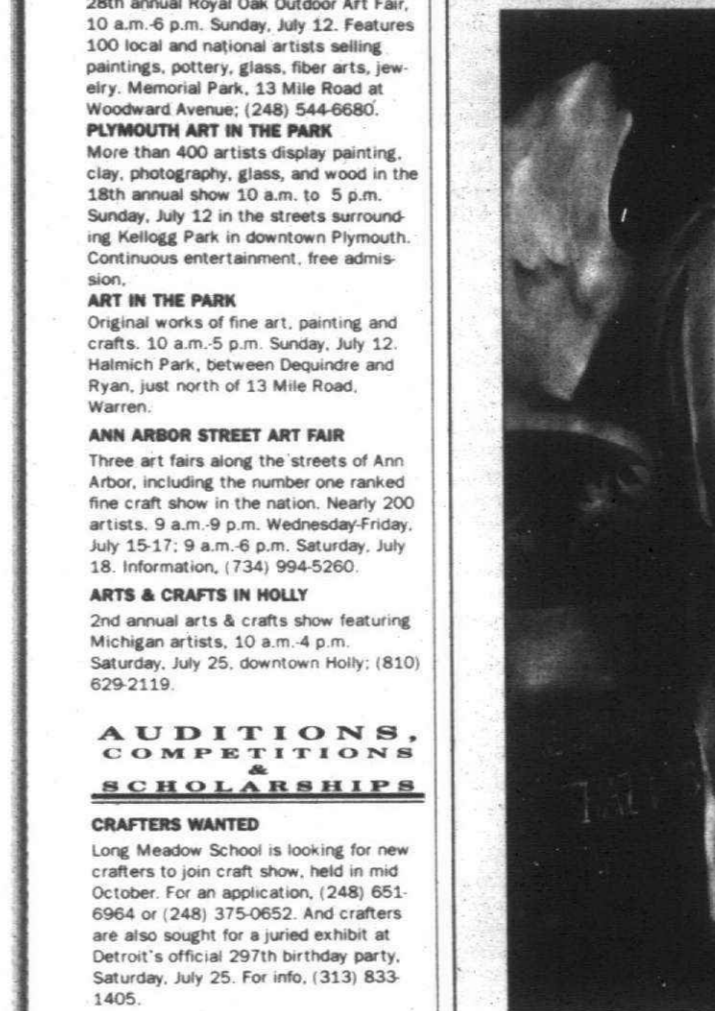 28th annual Royal Oak Outdoor Art Fair,
10 a.m.-6 p.m. Sunday, July 12. Features
100 local and national artists selling
paintings, pottery, glass, fiber arts, jew-
elry. Memorial Park, 13 Mile Road at
Woodward Avenue; (248) 544-6680.
PLYMOUTH ART IN THE PARK
More than 400 artists display painting,
clay, photography, glass, and wood in the
18th annual show 10 a.m. to 5 p.m.
Sunday, July 12 in the streets surround-
ing Kellogg Park in downtown Plymouth.
Continuous entertainment, free admis-
sion.
ART IN THE PARK
Original works of fine art, painting and
crafts. 10 a.m.-5 p.m. Sunday, July 12.
Halmich Park, between Dequindre and
Ryan, just north of 13 Mile Road,
Warren.
ANN ARBOR STREET ART FAIR
Three art fairs along the streets of Ann
Arbor, including the number one ranked
fine craft show in the nation. Nearly 200
artists. 9 a.m.-9 p.m. Wednesday-Friday,
July 15-17; 9 a.m.-6 p.m. Saturday, July
18. Information, (734) 994-5260.
ARTS & CRAFTS IN HOLLY
2nd annual arts & crafts show featuring
Michigan artists, 10 a.m.-4 p.m.
Saturday, July 25, downtown Holly; (810)
629-2119.
AUDITIONS,
COMPETITIONS
&
SCHOLARSHIPS
CRAFTERS WANTED
Long Meadow School is looking for new
crafters to join craft show, held in mid
October. For an application, (248) 651-
6964 or (248) 375-0652. And crafters
are also sought for a juried exhibit at
Detroit's official 297th birthday party,
Saturday, July 25. For info, (313) 833-
1405.